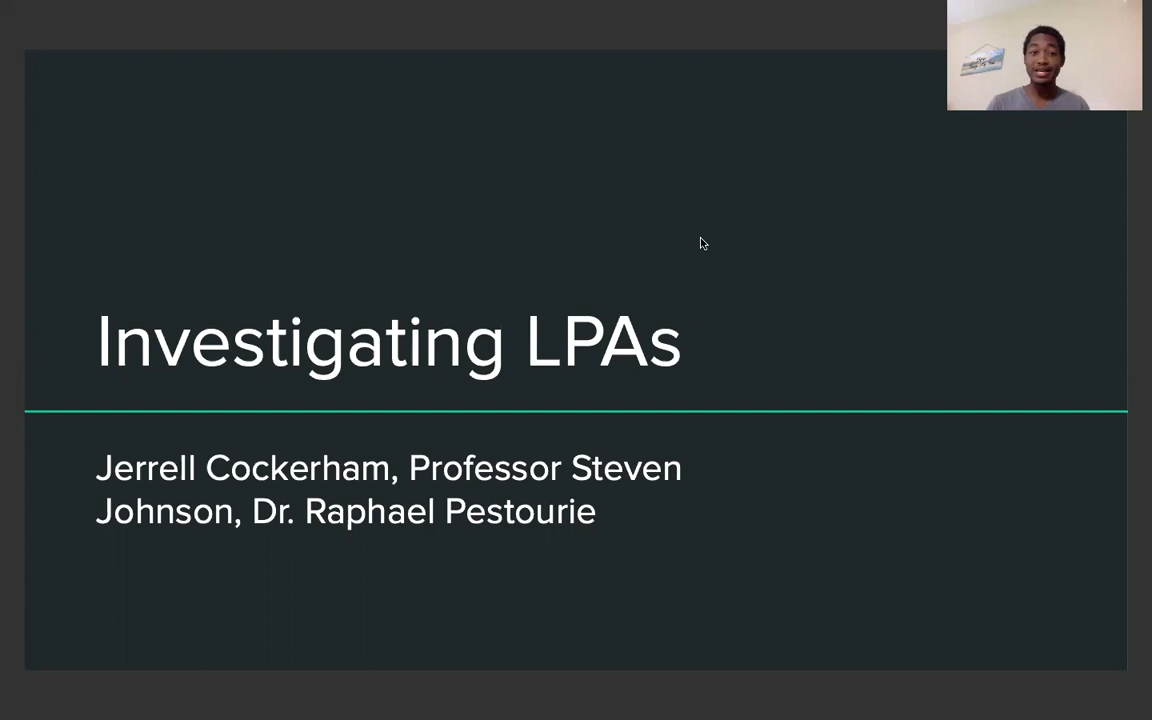 Investigating LPAs
Jerrell Cockerham, Professor Steven
Johnson, Dr. Raphael Pestourie